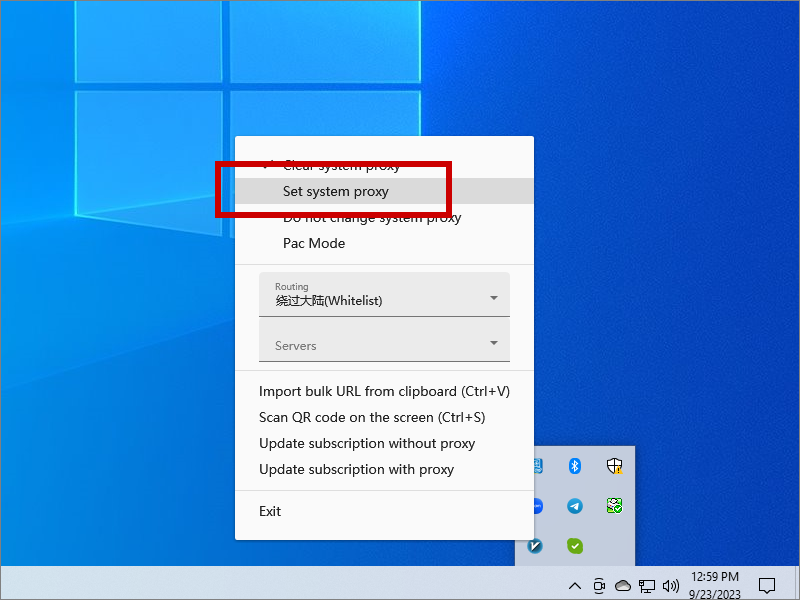 Clear system proxy
Set system proxy
Do not change system proxy
Pac Mode
Routing
绕过大陆(Whitelist)
Servers
Import bulk URL from clipboard (Ctrl+V)
Scan QR code on the screen (Ctrl+S)
Update subscription without proxy
Update subscription with proxy
Exit
12:59 PM
9/23/2023